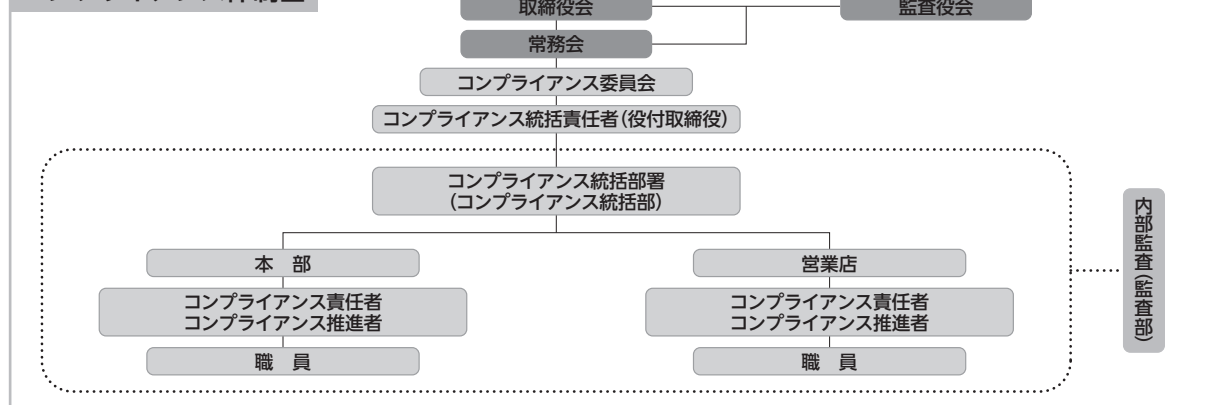 取締役会
監査役会
常務会
コンプライアンス委員会
コンプライアンス統括責任者(役付取締役)
コンプライアンス統括部署
(コンプライアンス統括部)
本　部
営業店
コンプライアンス責任者
コンプライアンス推進者
コンプライアンス責任者
コンプライアンス推進者
職　員
職　員
内部監査(監査部)